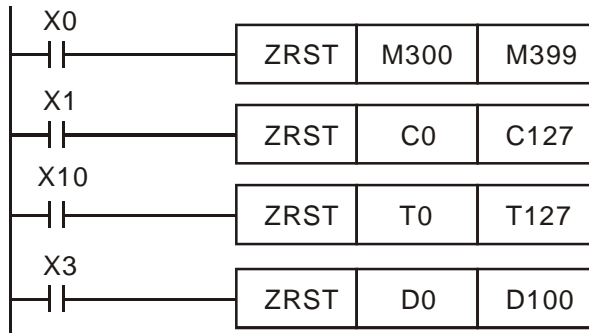 X0
ZRST M300 M399
X1
ZRST C0 C127
X10
ZRST T0 T127
X3
ZRST D0 D100